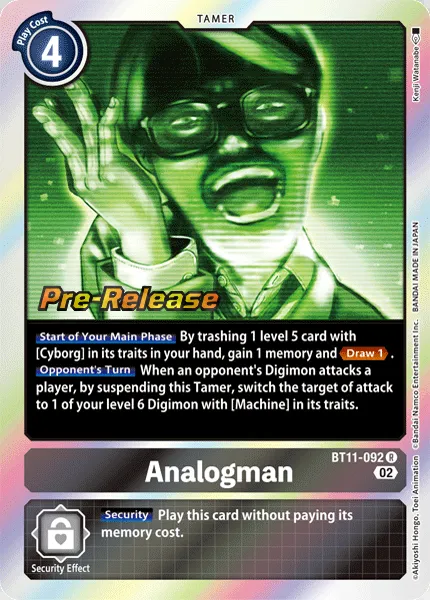 TAMER
Play Cost
4
Kenji Watanabe
Pre-Release
Start of Your Main Phase By trashing 1 level 5 card with
[Cyborg] in its traits in your hand, gain 1 memory and Draw 1 .
Opponent's Turn When an opponent's Digimon attacks a
player, by suspending this Tamer, switch the target of attack
to 1 of your level 6 Digimon with [Machine] in its traits.
BT11-092 R
Analogman
02
Security Play this card without paying its
memory cost.
Security Effect
©Akiyoshi Hongo, Toei Animation ©Bandai Namco Entertainment Inc. BANDAI MADE IN JAPAN